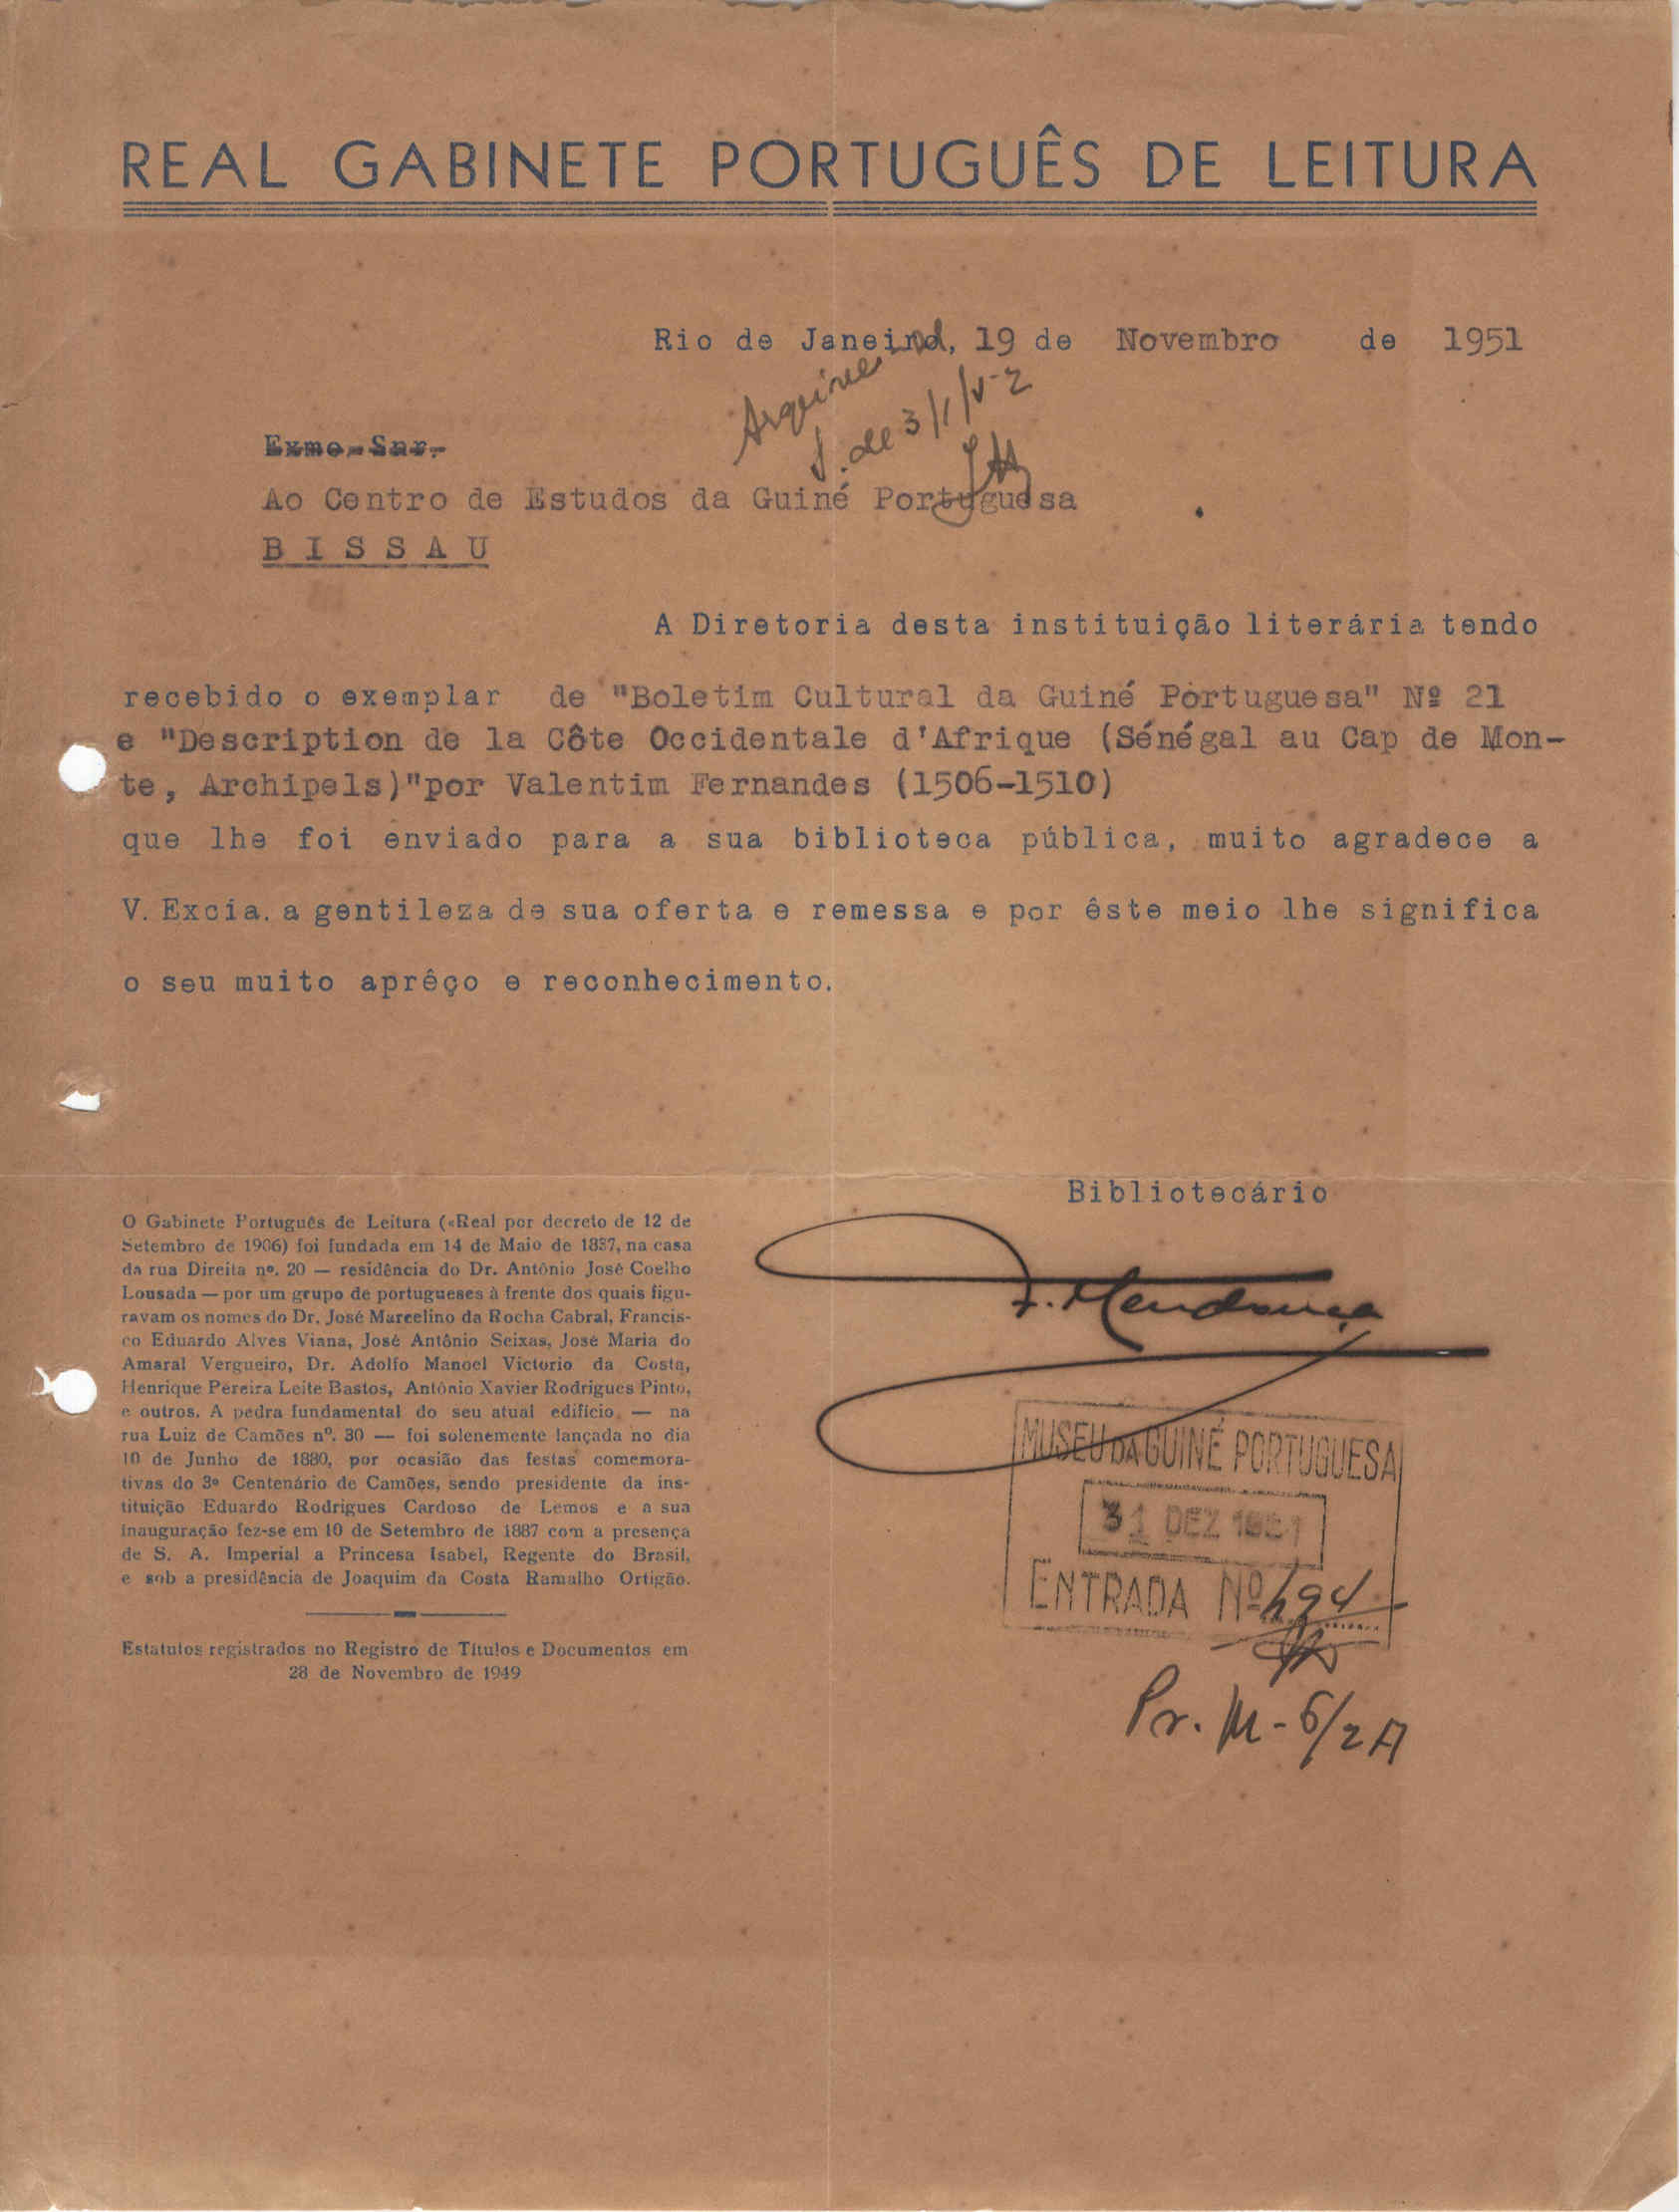 REAL GABINETE PORTUGUÊS DE LEITURA
Rio de Janeiro, 19 de Novembro de 1951
Arquive
de 3/1/52
Exmo. Snr.
Ao Centro de Estudos da Guiné Portuguesa
BISSAU
A Diretoria desta instituição literária tendo
recebido o exemplar de "Boletim Cultural da Guiné Portuguesa" Nº 21
e "Description de la Côte Occidentale d'Afrique (Sénégal au Cap de Mon-
te, Archipels)"por Valentim Fernandes (1506-1510)
que lhe foi enviado para a sua biblioteca pública, muito agradece a
V. Excia. a gentileza de sua oferta e remessa e por êste meio lhe significa
o seu muito aprêço e reconhecimento.
Bibliotecário
F. Mendonça
O Gabinete Português de Leitura («Real por decreto de 12 de
Setembro de 1906) foi fundada em 14 de Maio de 1837, na casa
da rua Direita nº. 20 — residência do Dr. Antônio José Coelho
Lousada — por um grupo de portugueses à frente dos quais figu-
ravam os nomes do Dr. José Marcelino da Rocha Cabral, Francis-
co Eduardo Alves Viana, José Antônio Seixas, José Maria do
Amaral Vergueiro, Dr. Adolfo Manoel Victorio da Costa,
Henrique Pereira Leite Bastos, Antônio Xavier Rodrigues Pinto,
e outros. A pedra fundamental do seu atual edifício — na
rua Luiz de Camões nº. 30 — foi solenemente lançada no dia
10 de Junho de 1880, por ocasião das festas comemora-
tivas do 3º Centenário de Camões, sendo presidente da ins-
tituição Eduardo Rodrigues Cardoso de Lemos e a sua
inauguração fez-se em 10 de Setembro de 1887 com a presença
de S. A. Imperial a Princesa Isabel, Regente do Brasil,
e sob a presidência de Joaquim da Costa Ramalho Ortigão.
Estatutos registrados no Registro de Títulos e Documentos em
28 de Novembro de 1949
MUSEU DA GUINÉ PORTUGUESA
31 DEZ 1951
ENTRADA Nº 494
Pr. M-6/2A